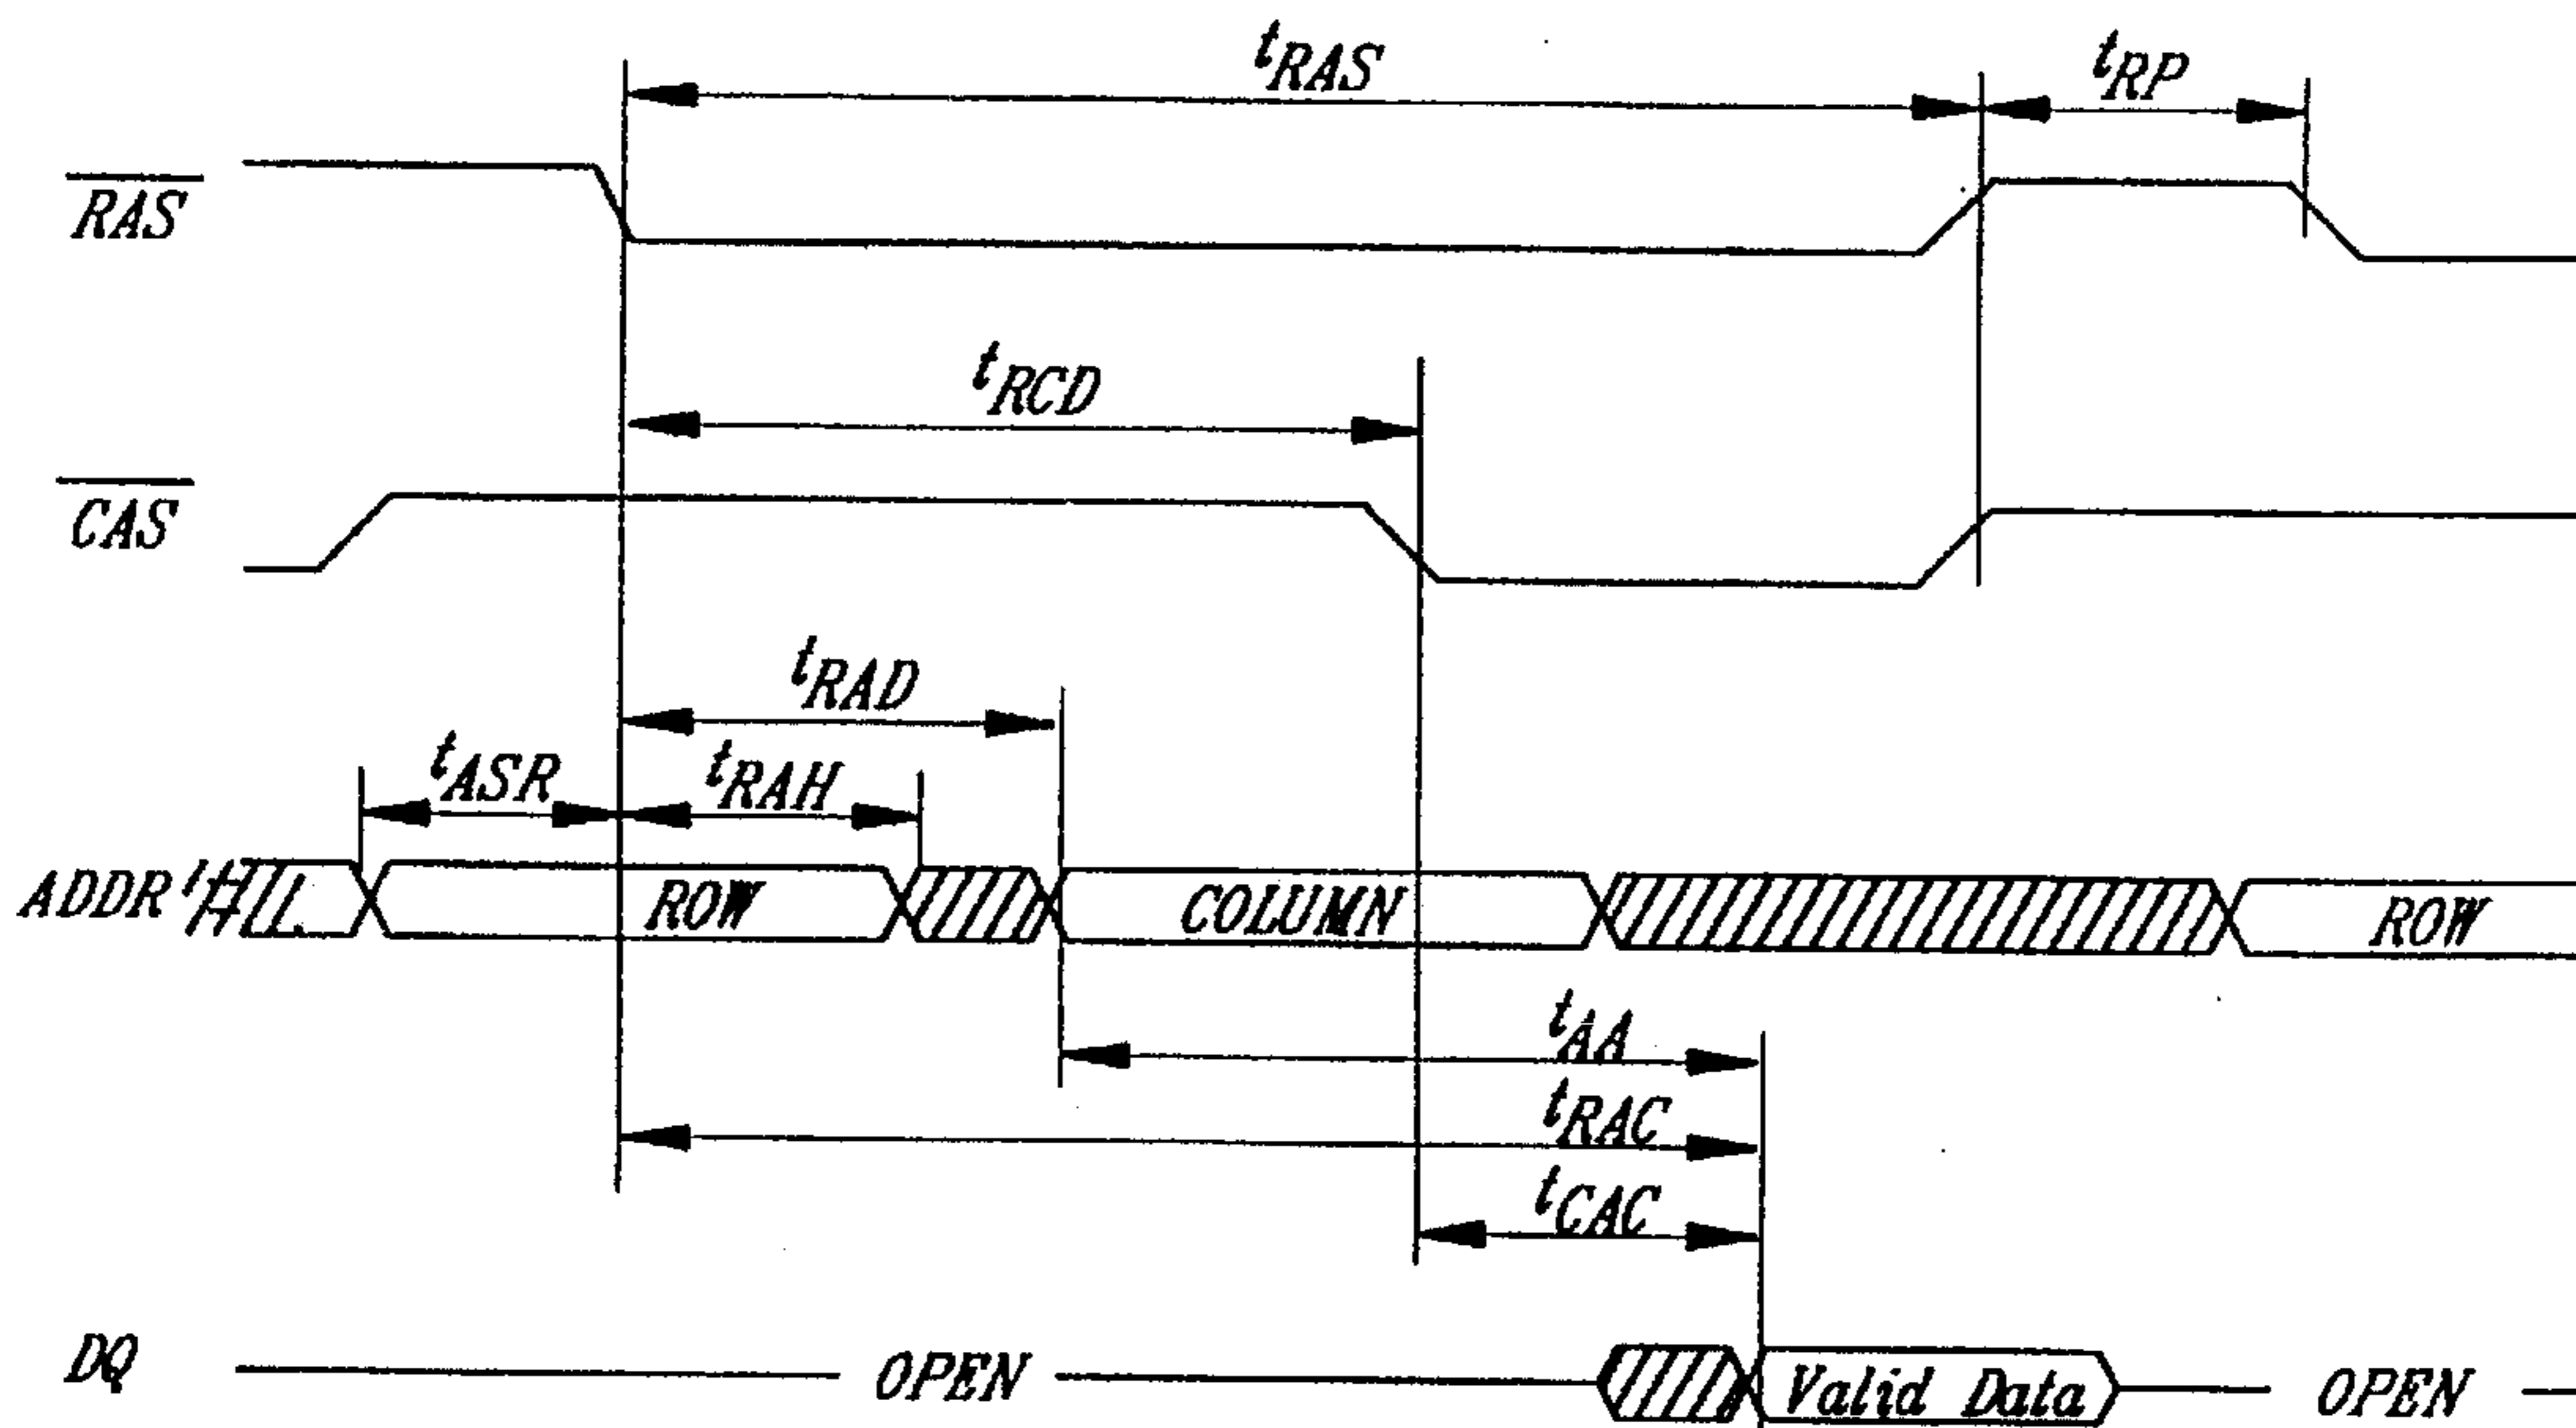 tRAS
tRP
RAS
tRCD
CAS
tRAD
tASR
tRAH
ADDR
ROW
COLUMN
ROW
tAA
tRAC
tCAC
DQ
OPEN
Valid Data
OPEN